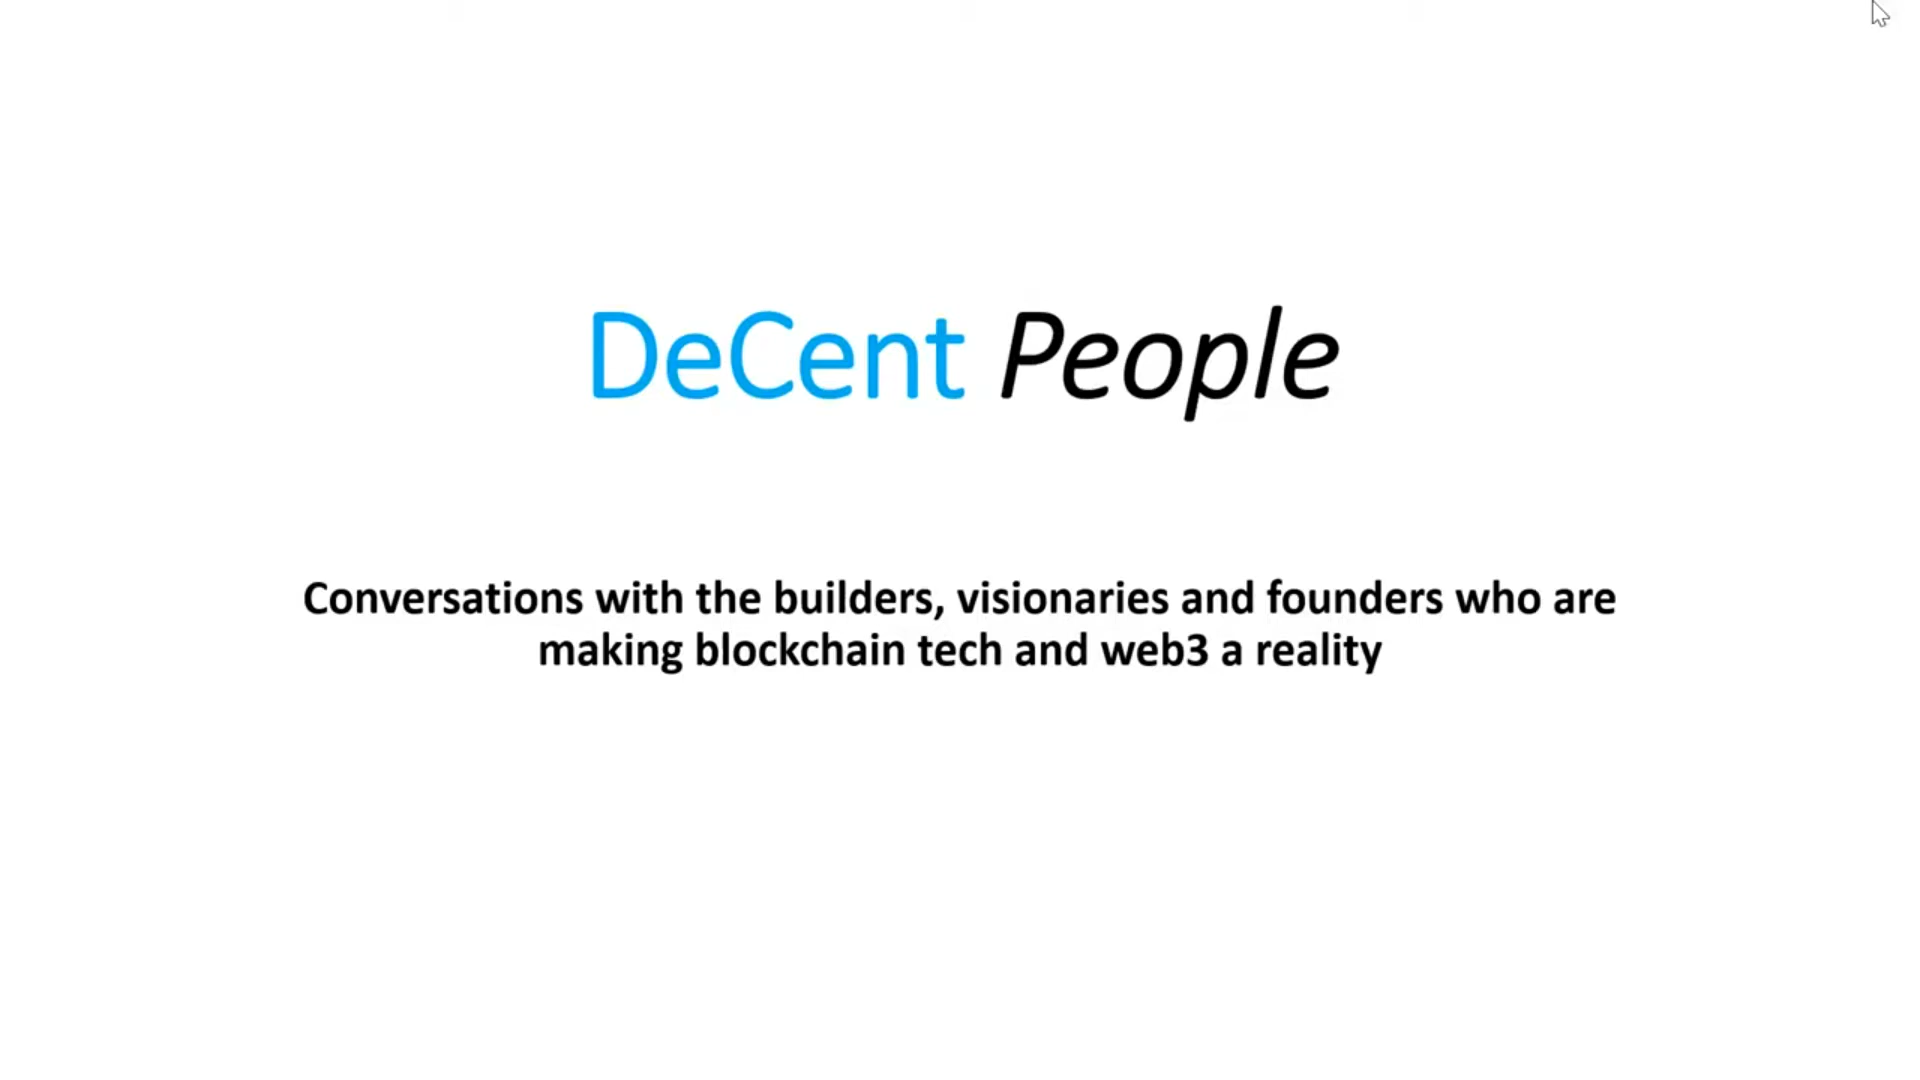 DeCent People
Conversations with the builders, visionaries and founders who are
making blockchain tech and web3 a reality